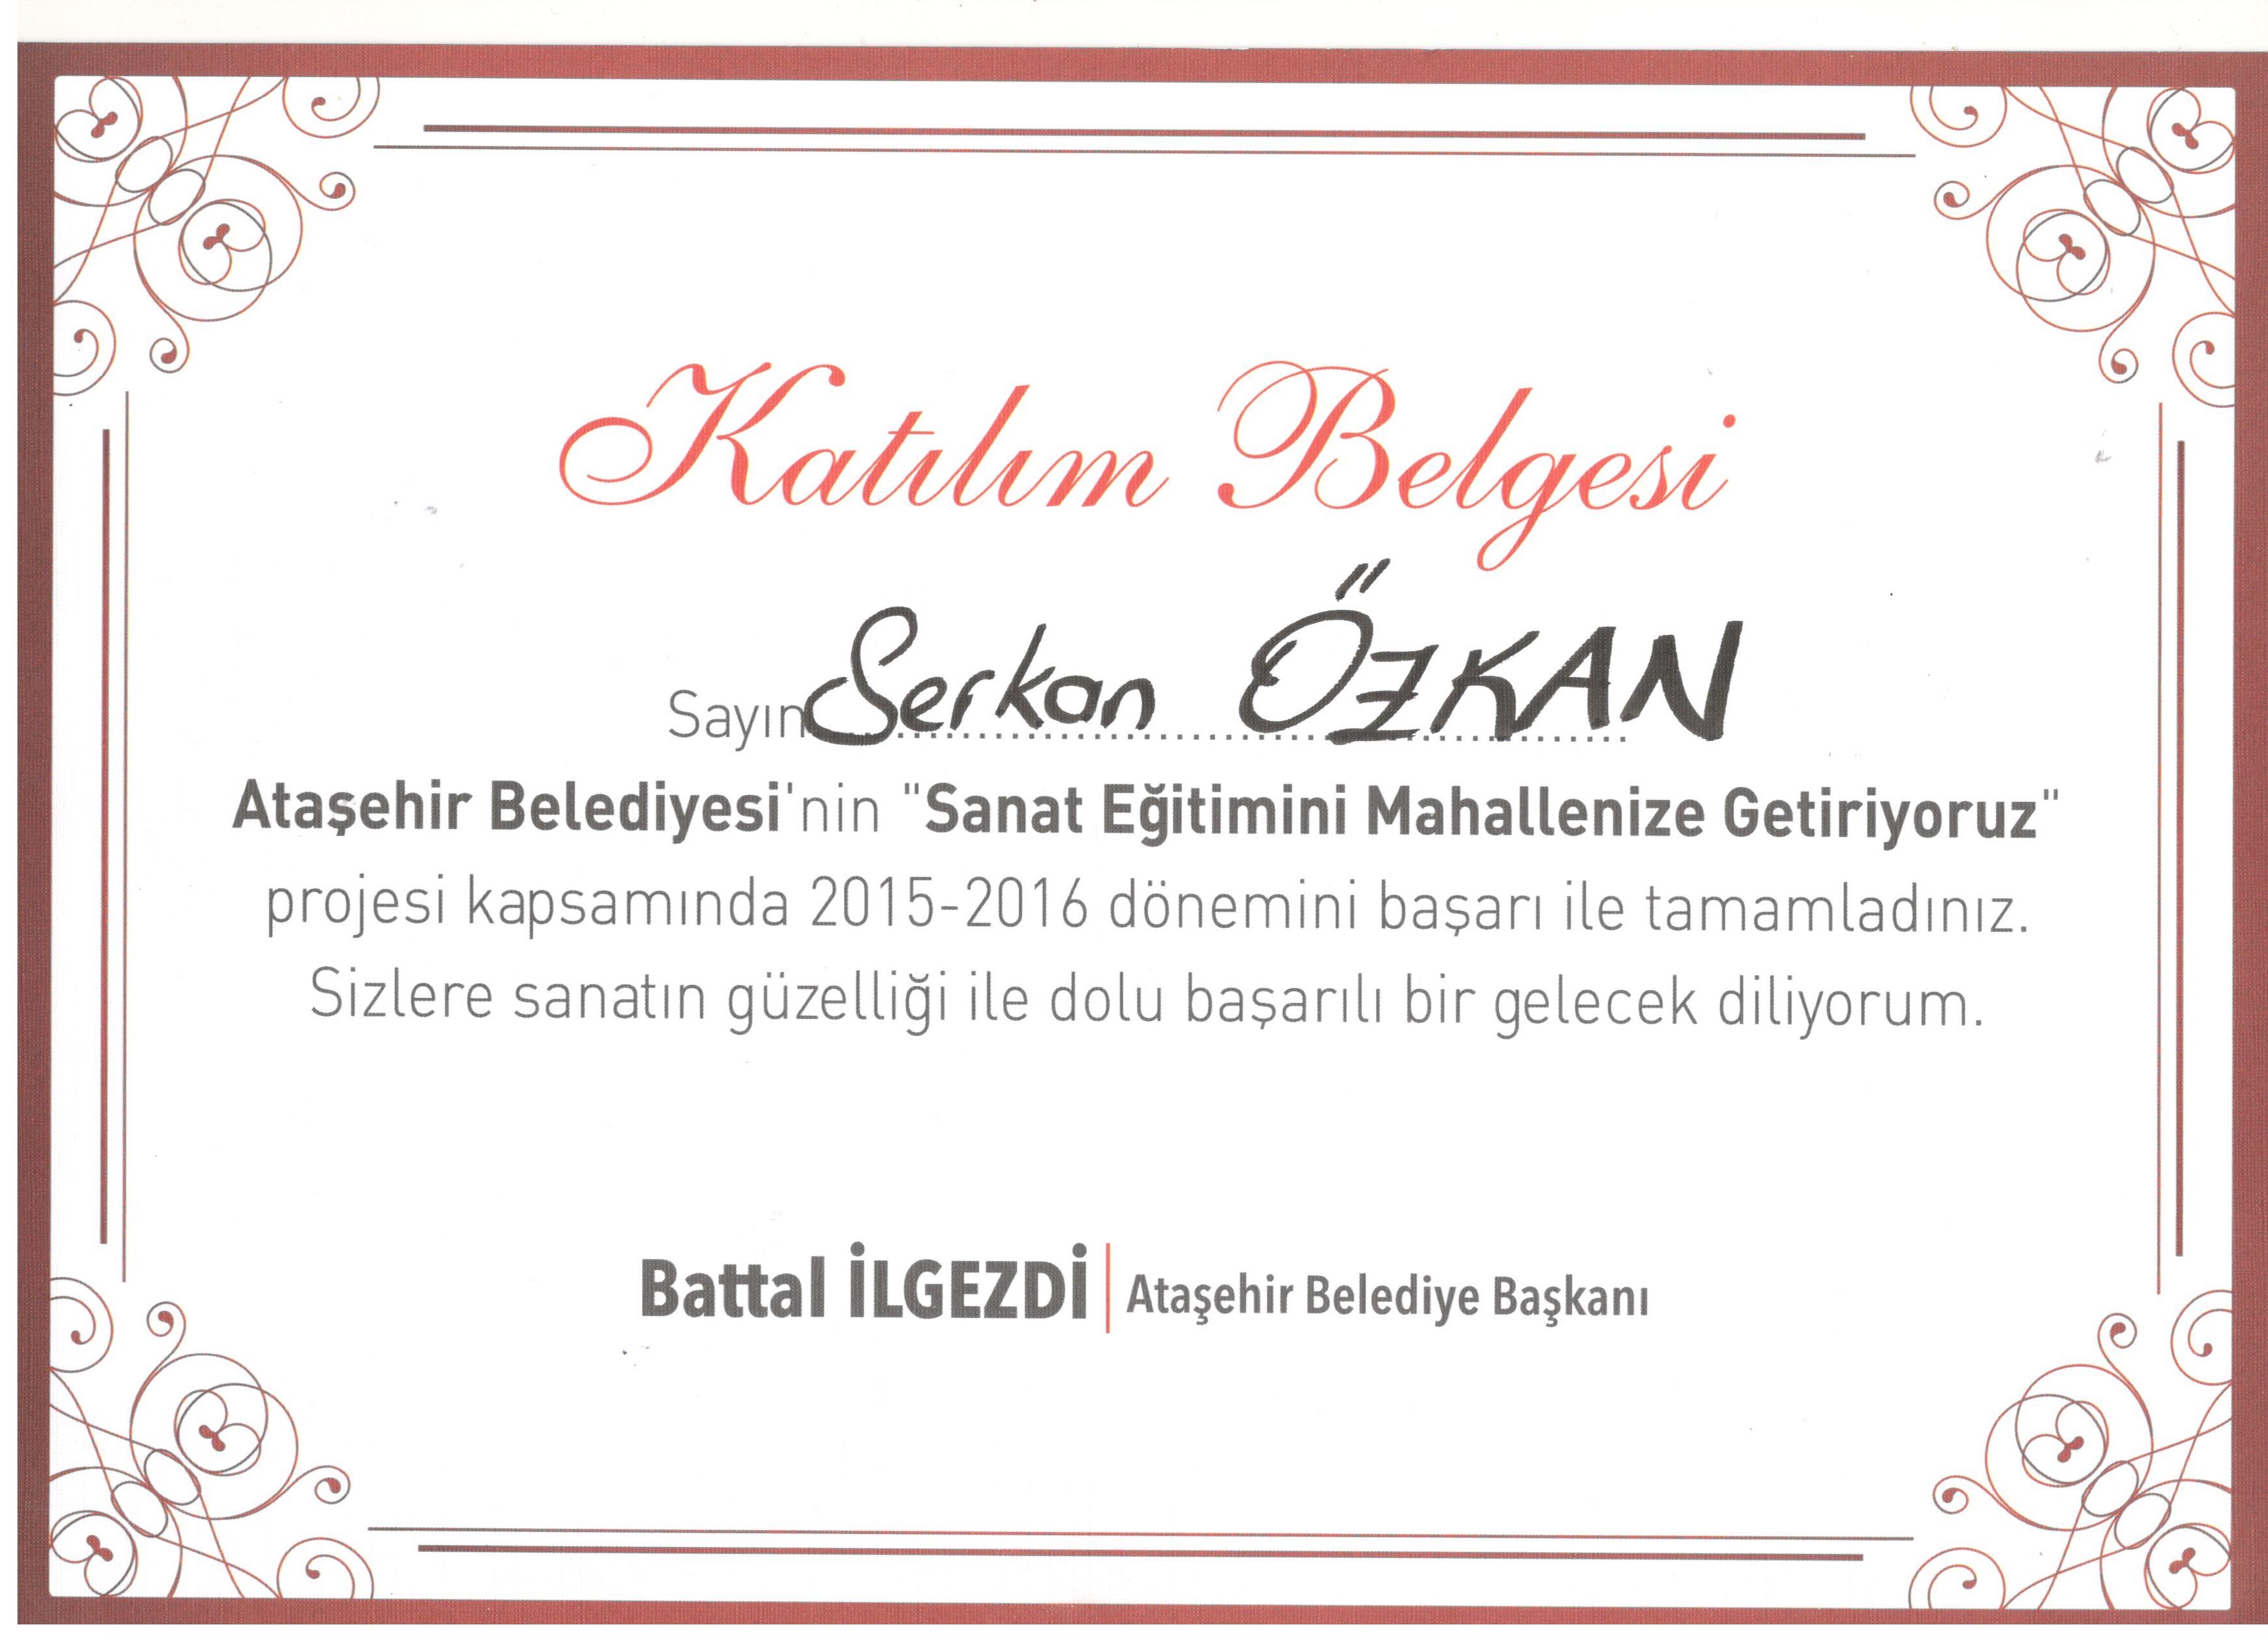 Katılım Belgesi
Sayın Serkan ÖZKAN
Ataşehir Belediyesi'nin "Sanat Eğitimini Mahallenize Getiriyoruz"
projesi kapsamında 2015-2016 dönemini başarı ile tamamladınız.
Sizlere sanatın güzelliği ile dolu başarılı bir gelecek diliyorum.
Battal İLGEZDİ | Ataşehir Belediye Başkanı